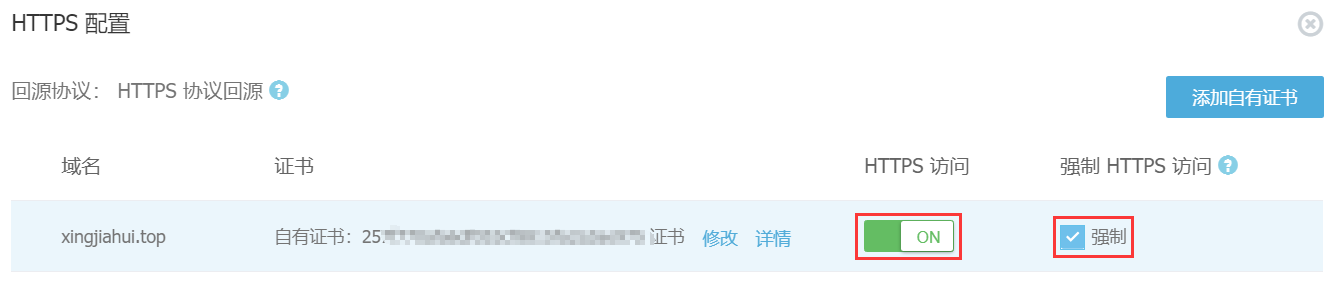 HTTPS 配置
回源协议： HTTPS 协议回源 ?
添加自有证书
域名 证书 HTTPS 访问 强制 HTTPS 访问 ?
xingjiahui.top 自有证书：25 证书 修改 详情 ON 强制